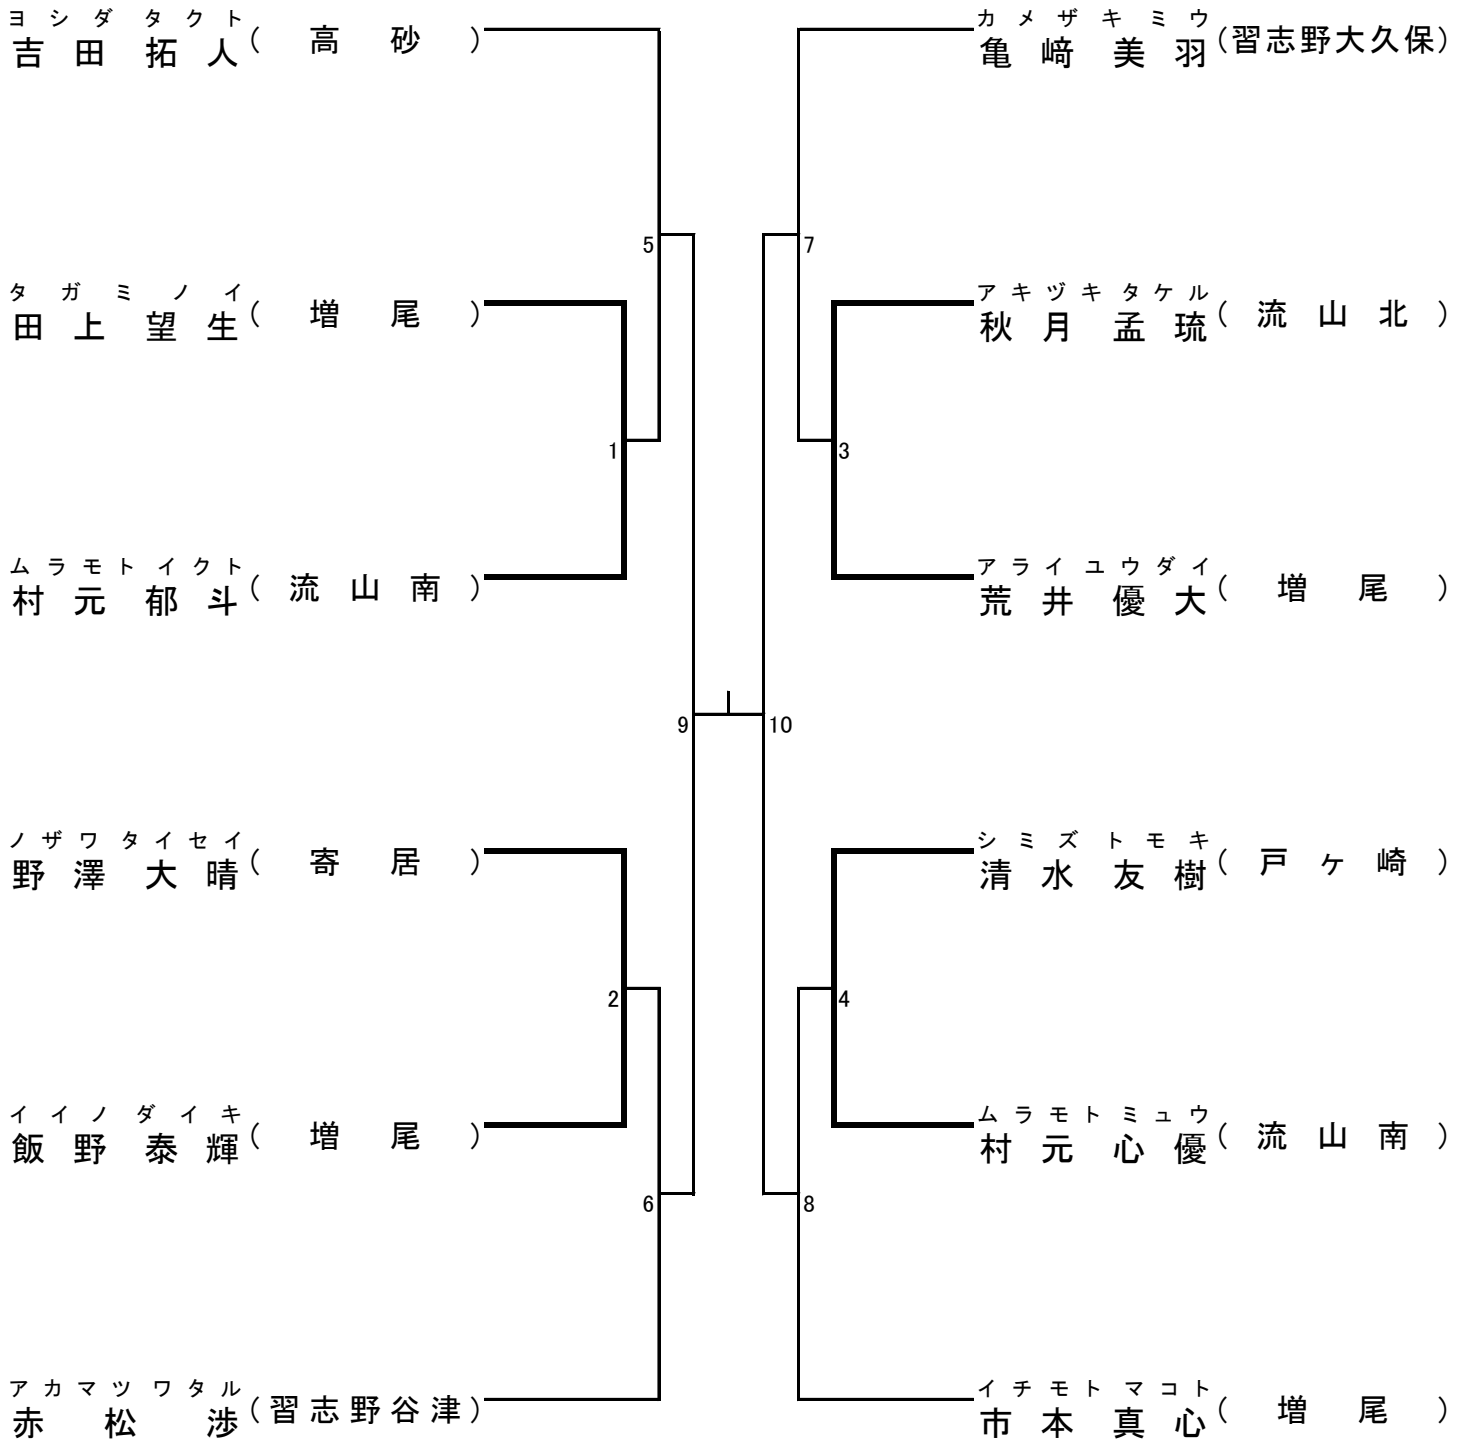 ヨシダタクト
吉田拓人(高砂)
5
タガミノイ
田上望生(増尾)
1
ムラモトイクト
村元郁斗(流山南)
9
ノザワタイセイ
野澤大晴(寄居)
2
イイノダイキ
飯野泰輝(増尾)
6
アカマツワタル
赤松渉(習志野谷津)
カメザキミウ
亀﨑美羽(習志野大久保)
7
アキヅキタケル
秋月孟琉(流山北)
3
アライユウダイ
荒井優大(増尾)
10
シミズトモキ
清水友樹(戸ヶ崎)
4
ムラモトミュウ
村元心優(流山南)
8
イチモトマコト
市本真心(増尾)